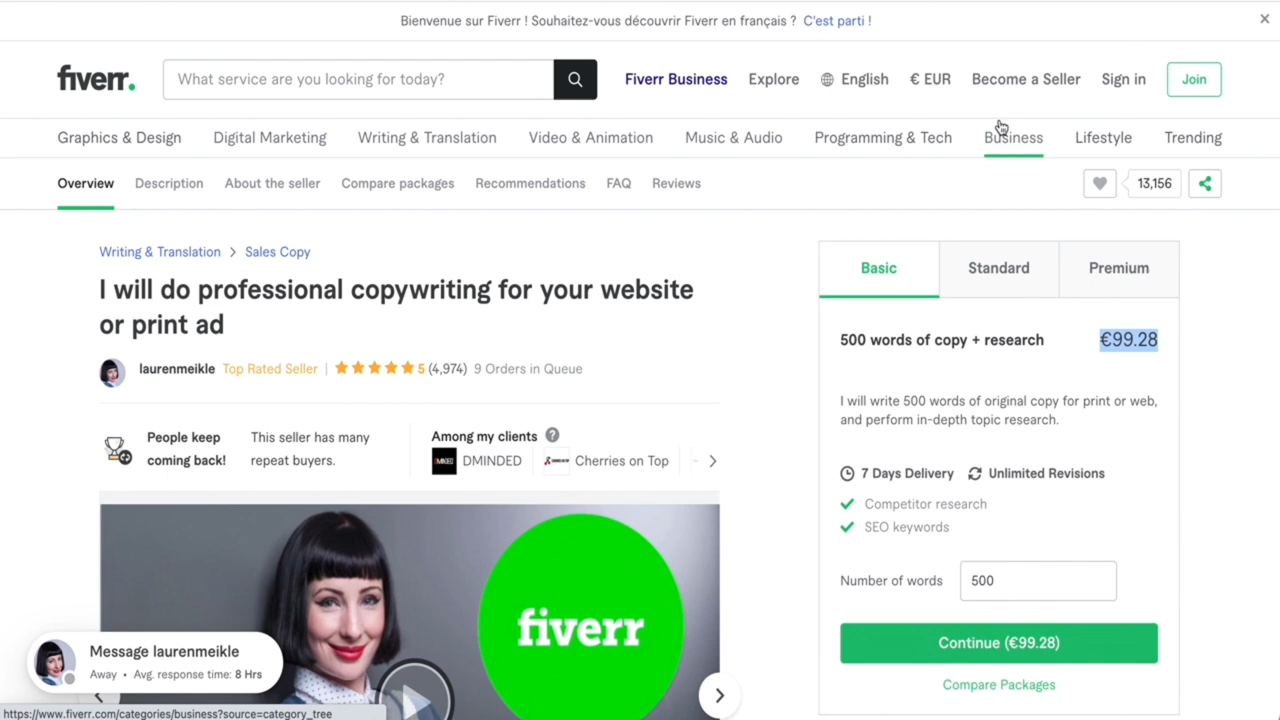 Bienvenue sur Fiverr ! Souhaitez-vous découvrir Fiverr en français ? C'est parti !
fiverr.
What service are you looking for today?
Fiverr Business
Explore
English
€ EUR
Become a Seller
Sign in
Join
Graphics & Design
Digital Marketing
Writing & Translation
Video & Animation
Music & Audio
Programming & Tech
Business
Lifestyle
Trending
Overview
Description
About the seller
Compare packages
Recommendations
FAQ
Reviews
13,156
Writing & Translation > Sales Copy
I will do professional copywriting for your website
or print ad
laurenmeikle Top Rated Seller | 5 (4,974) 9 Orders in Queue
People keep
coming back!
This seller has many
repeat buyers.
Among my clients ?
DMINDED
Cherries on Top
fiverr
Message laurenmeikle
Away • Avg. response time: 8 Hrs
https://www.fiverr.com/categories/business?source=category_tree
Basic
Standard
Premium
500 words of copy + research
€99.28
I will write 500 words of original copy for print or web,
and perform in-depth topic research.
7 Days Delivery
Unlimited Revisions
Competitor research
SEO keywords
Number of words
500
Continue (€99.28)
Compare Packages